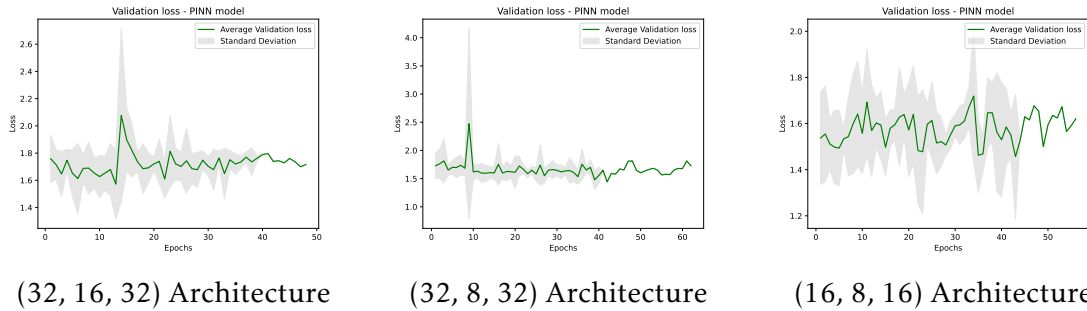 Validation loss - PINN model
Average Validation loss
Standard Deviation
2.6
2.4
2.2
2.0
1.8
1.6
1.4
Loss
0 10 20 30 40 50
Epochs
(32, 16, 32) Architecture
Validation loss - PINN model
Average Validation loss
Standard Deviation
4.0
3.5
3.0
2.5
2.0
1.5
1.0
Loss
0 10 20 30 40 50 60
Epochs
(32, 8, 32) Architecture
Validation loss - PINN model
Average Validation loss
Standard Deviation
2.0
1.8
1.6
1.4
1.2
Loss
0 10 20 30 40 50
Epochs
(16, 8, 16) Architecture